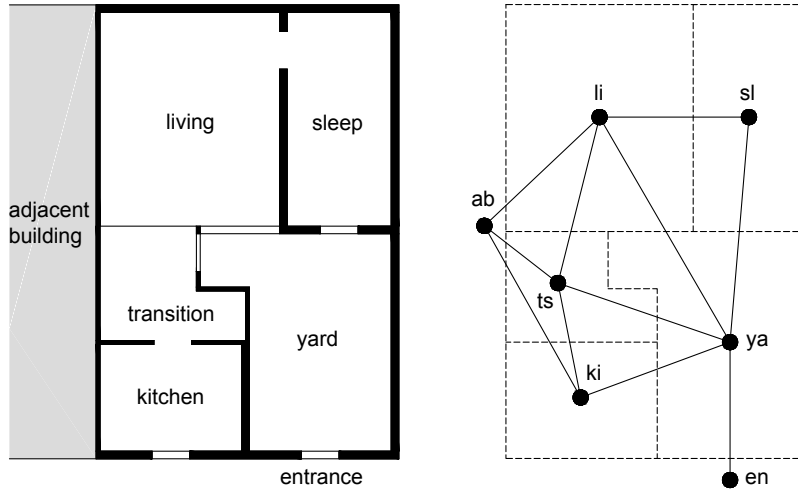 living
sleep
adjacent
building
transition
yard
kitchen
entrance
li
sl
ab
ts
ya
ki
en